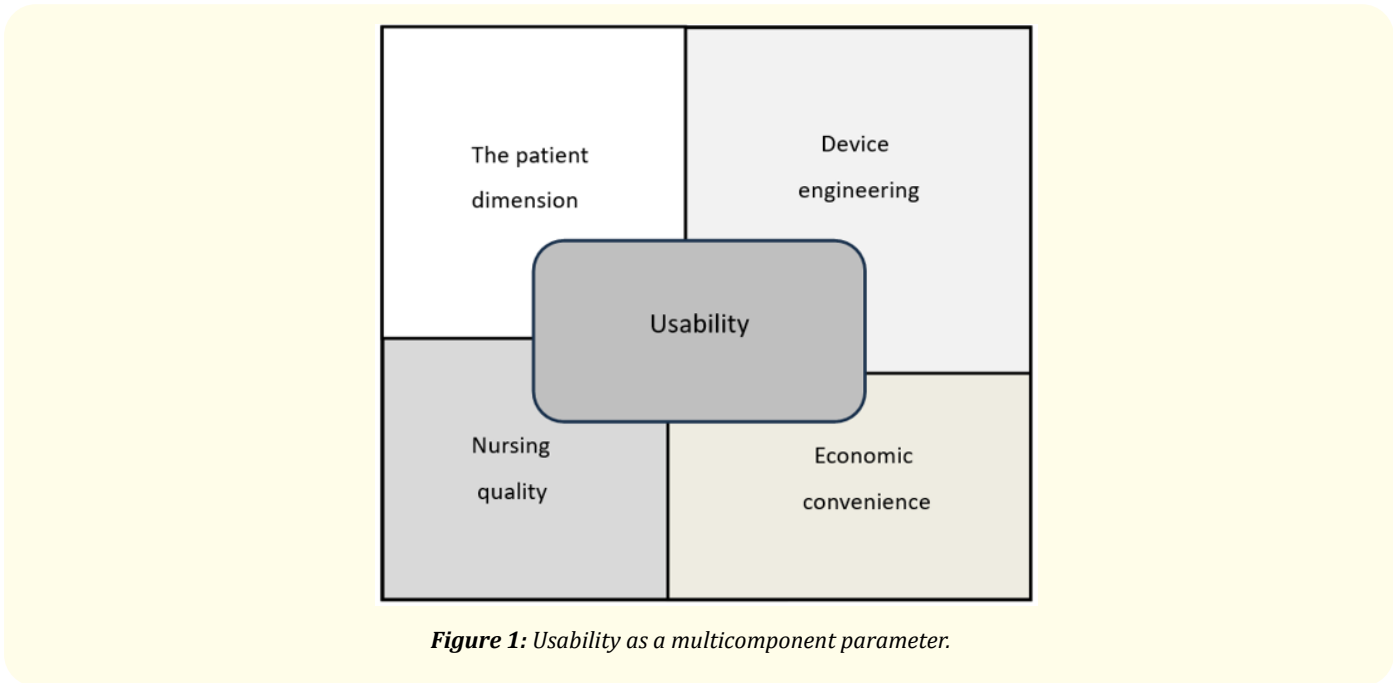 The patient
dimension
Device
engineering
Usability
Nursing
quality
Economic
convenience
Figure 1: Usability as a multicomponent parameter.